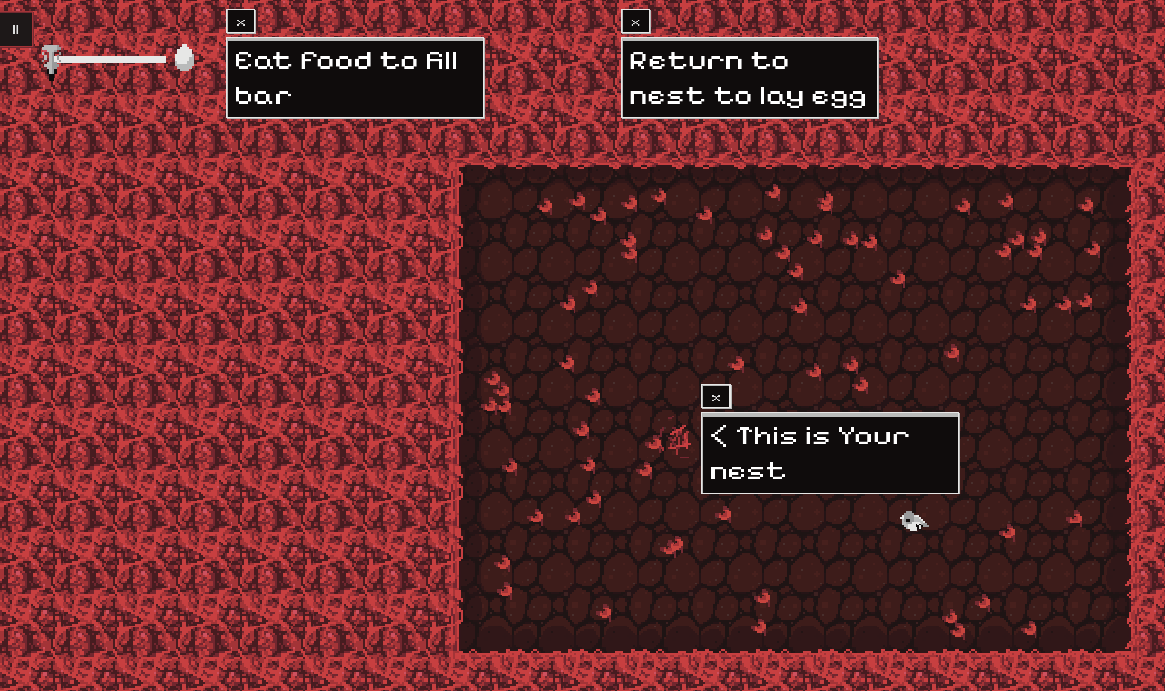 Eat food to fill
bar
Return to
nest to lay egg
< This is Your
nest